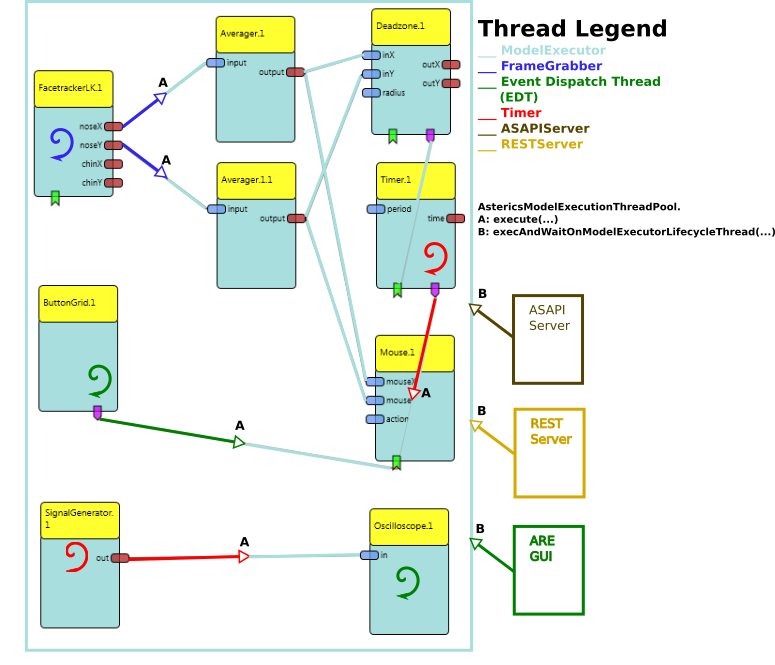 Thread Legend
ModelExecutor
FrameGrabber
Event Dispatch Thread
(EDT)
Timer
ASAPIServer
RESTServer
AstericsModelExecutionThreadPool.
A: execute(...)
B: execAndWaitOnModelExecutorLifecycleThread(...)
FacetrackerLK.1
noseX
noseY
chinX
chinY
A
A
Averager.1
input
output
Averager.1.1
input
output
Deadzone.1
inX
inY
radius
outX
outY
Timer.1
period
time
ButtonGrid.1
A
Mouse.1
mouseX
mouse
action
A
SignalGenerator.
1
out
A
Oscilloscope.1
in
B
ASAPI
Server
B
REST
Server
B
ARE
GUI